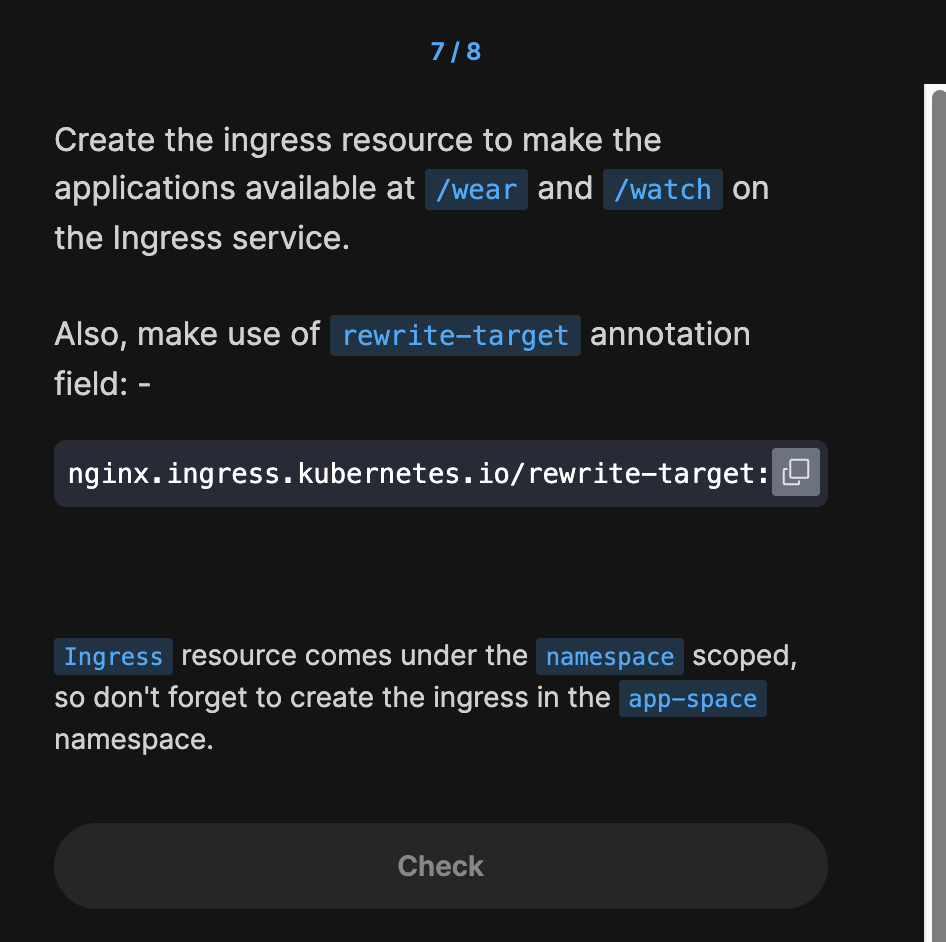 7 / 8
Create the ingress resource to make the
applications available at /wear and /watch on
the Ingress service.
Also, make use of rewrite-target annotation
field: -
nginx.ingress.kubernetes.io/rewrite-target:
Ingress resource comes under the namespace scoped,
so don't forget to create the ingress in the app-space
namespace.
Check